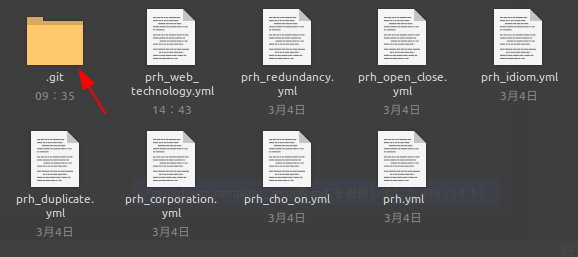 .git
09：35
prh_web_
technology.yml
14：43
prh_redundancy.
yml
3月4日
prh_open_close.
yml
3月4日
prh_idiom.yml
3月4日
prh_duplicate.
yml
3月4日
prh_corporation.
yml
3月4日
prh_cho_on.yml
3月4日
prh.yml
3月4日